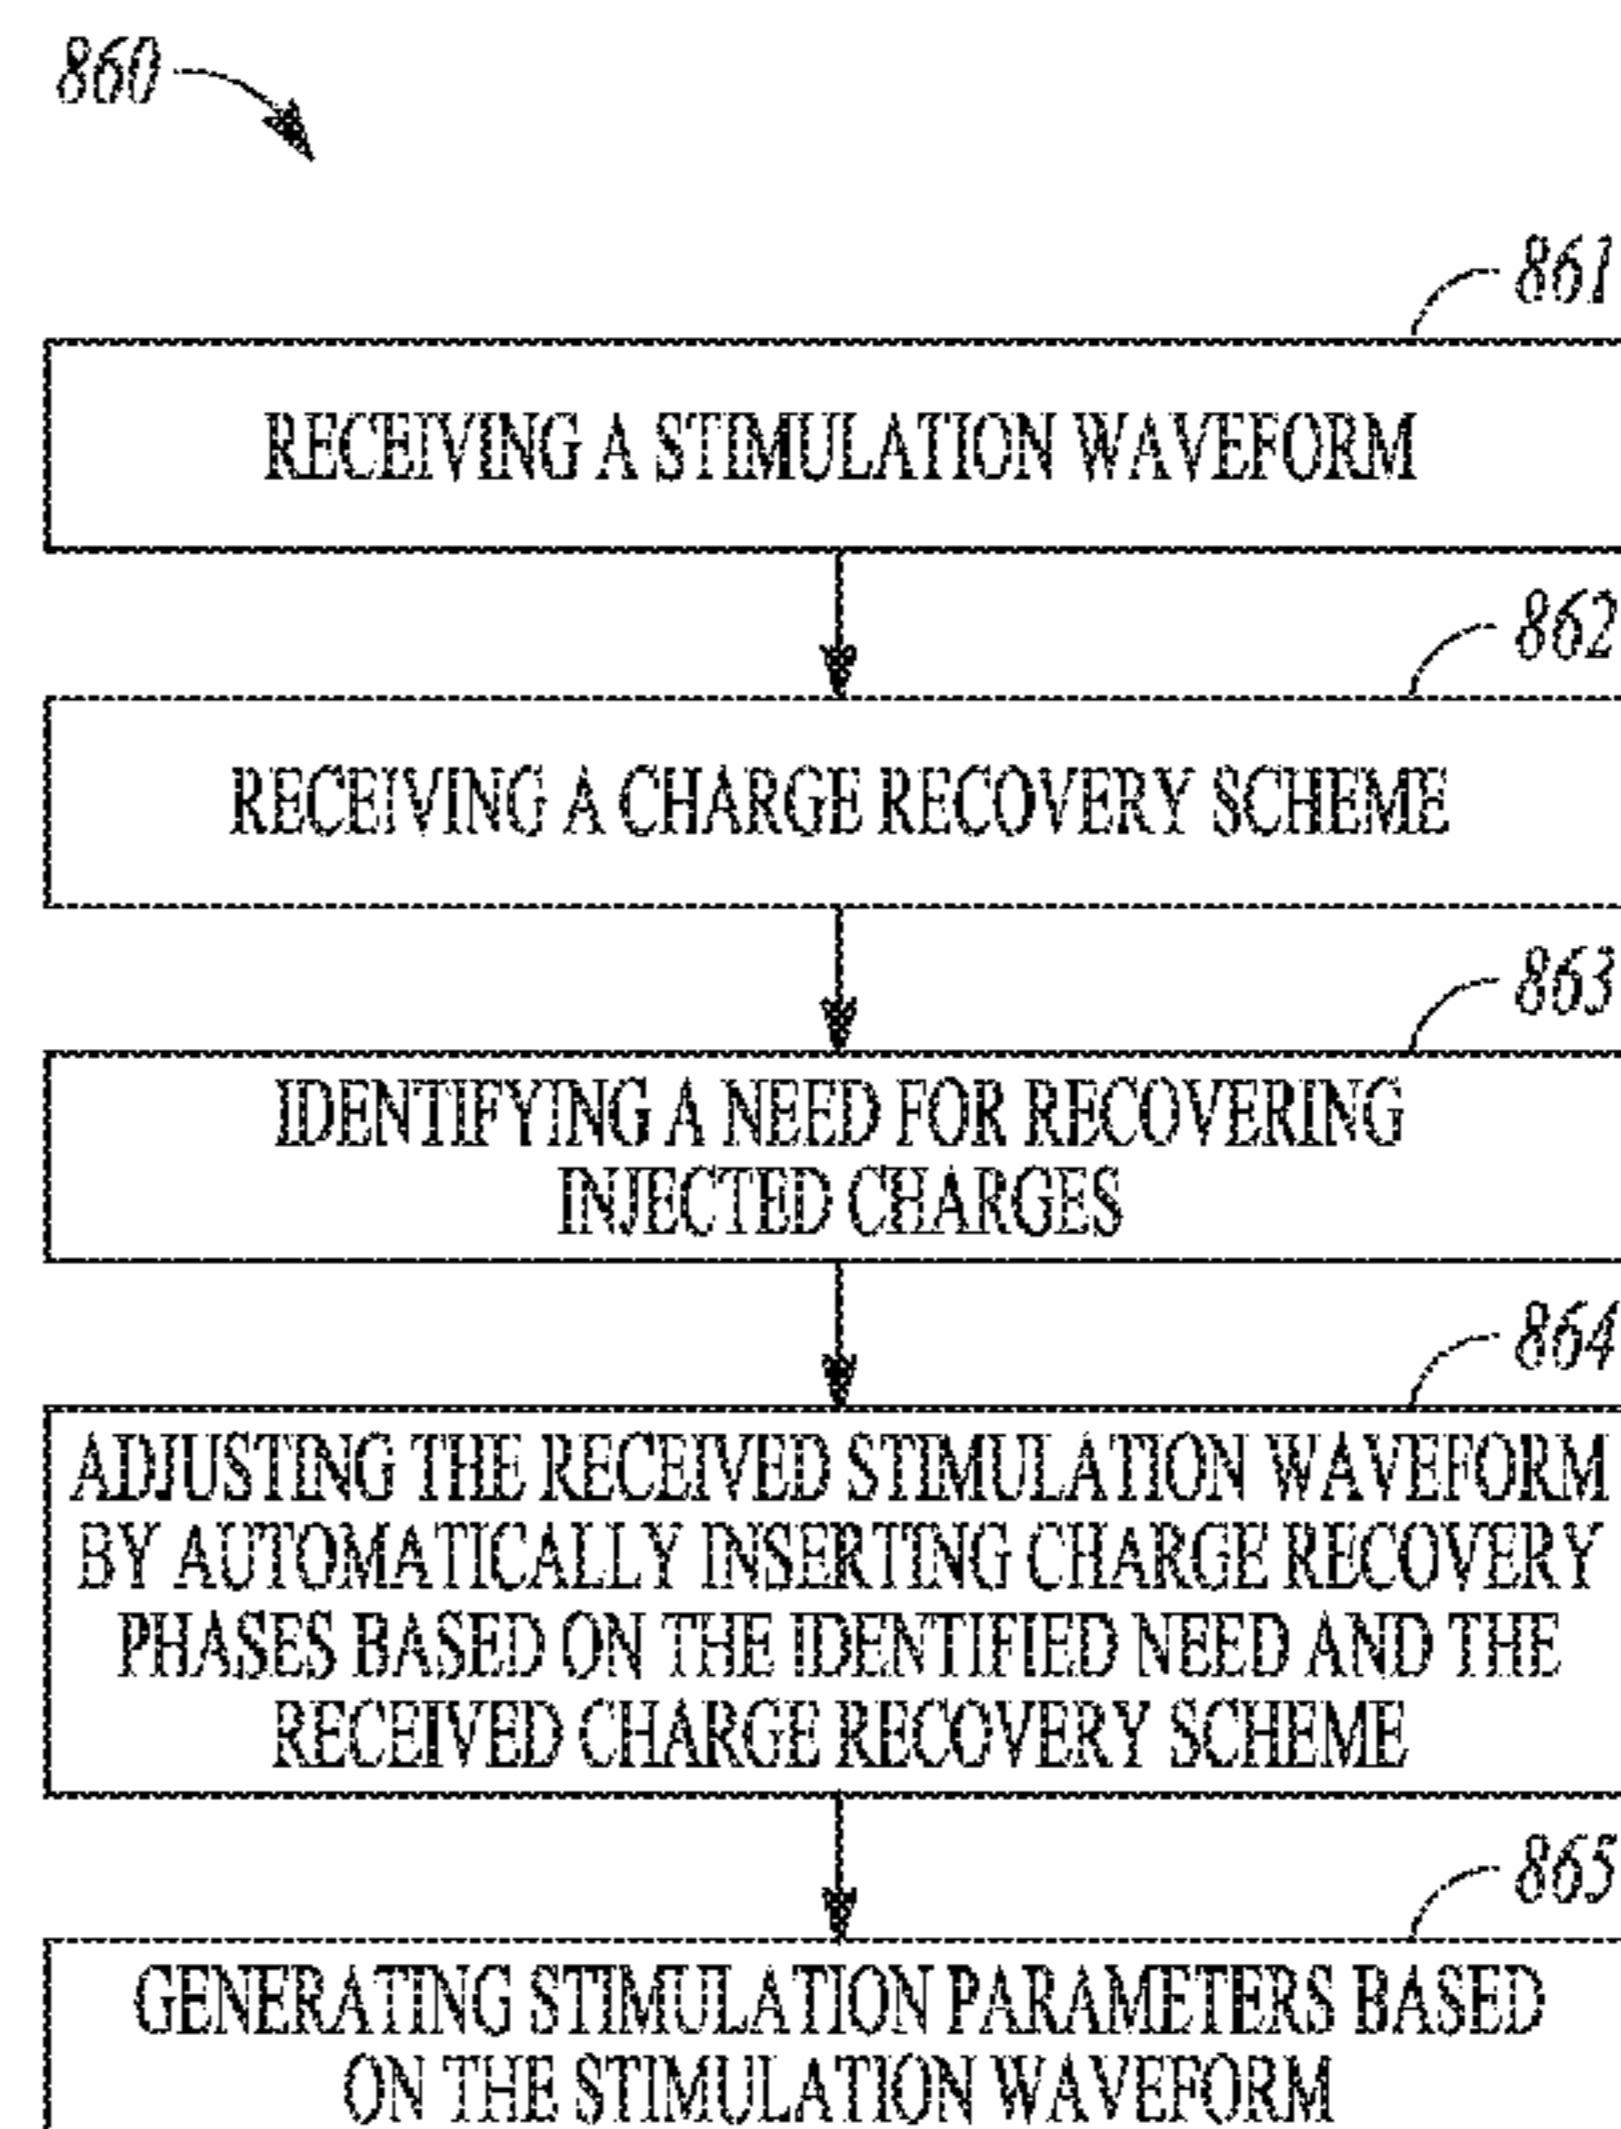 860
861
RECEIVING A STIMULATION WAVEFORM
862
RECEIVING A CHARGE RECOVERY SCHEME
863
IDENTIFYING A NEED FOR RECOVERING
INJECTED CHARGES
864
ADJUSTING THE RECEIVED STIMULATION WAVEFORM
BY AUTOMATICALLY INSERTING CHARGE RECOVERY
PHASES BASED ON THE IDENTIFIED NEED AND THE
RECEIVED CHARGE RECOVERY SCHEME
865
GENERATING STIMULATION PARAMETERS BASED
ON THE STIMULATION WAVEFORM